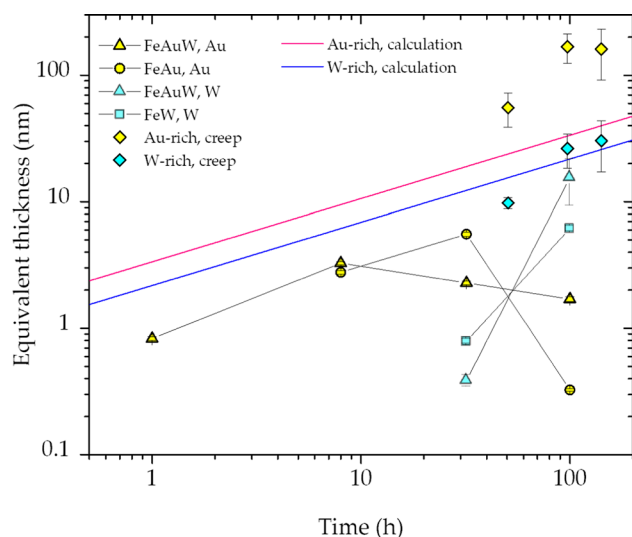 FeAuW, Au
FeAu, Au
FeAuW, W
FeW, W
Au-rich, creep
W-rich, creep
Au-rich, calculation
W-rich, calculation
Equivalent thickness (nm)
100
10
1
0.1
1
10
100
Time (h)